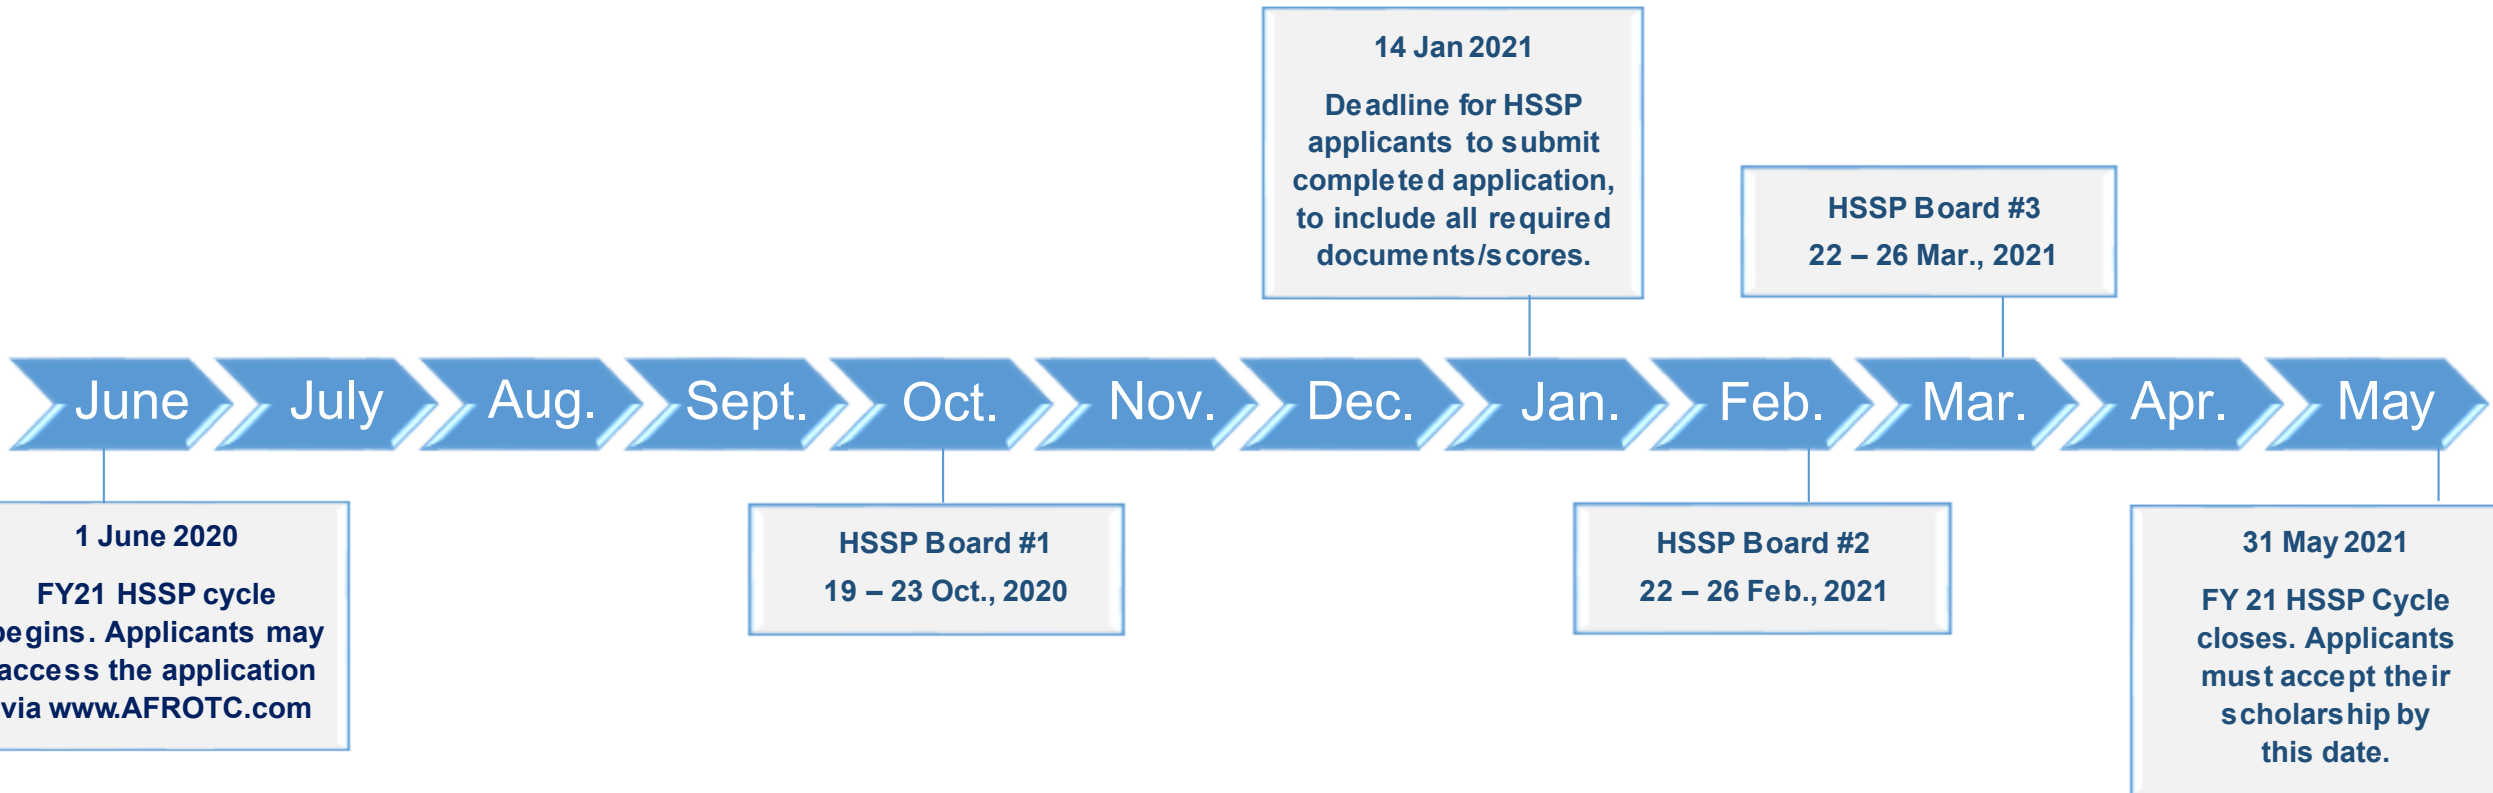 14 Jan 2021
Deadline for HSSP
applicants to submit
completed application,
to include all required
documents/scores.
HSSP Board #3
22 – 26 Mar., 2021
June July Aug. Sept. Oct. Nov. Dec. Jan. Feb. Mar. Apr. May
1 June 2020
FY21 HSSP cycle
begins. Applicants may
access the application
via www.AFROTC.com
HSSP Board #1
19 – 23 Oct., 2020
HSSP Board #2
22 – 26 Feb., 2021
31 May 2021
FY 21 HSSP Cycle
closes. Applicants
must accept their
scholarship by
this date.